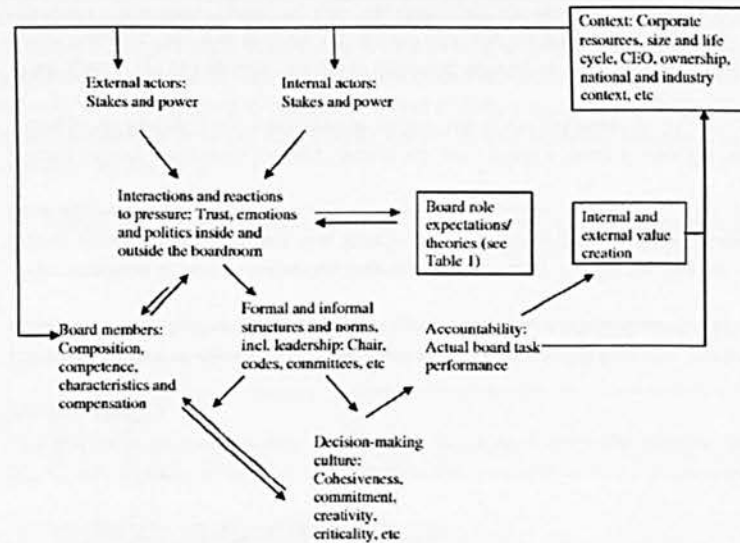 Context: Corporate
resources, size and life
cycle, CEO, ownership,
national and industry
context, etc
External actors:
Stakes and power
Internal actors:
Stakes and power
Interactions and reactions
to pressure: Trust, emotions
and politics inside and
outside the boardroom
Board role
expectations/
theories (see
Table 1)
Internal and
external value
creation
Board members:
Composition,
competence,
characteristics and
compensation
Formal and informal
structures and norms,
incl. leadership: Chair,
codes, committees, etc
Accountability:
Actual board task
performance
Decision-making
culture:
Cohesiveness,
commitment,
creativity,
criticality, etc